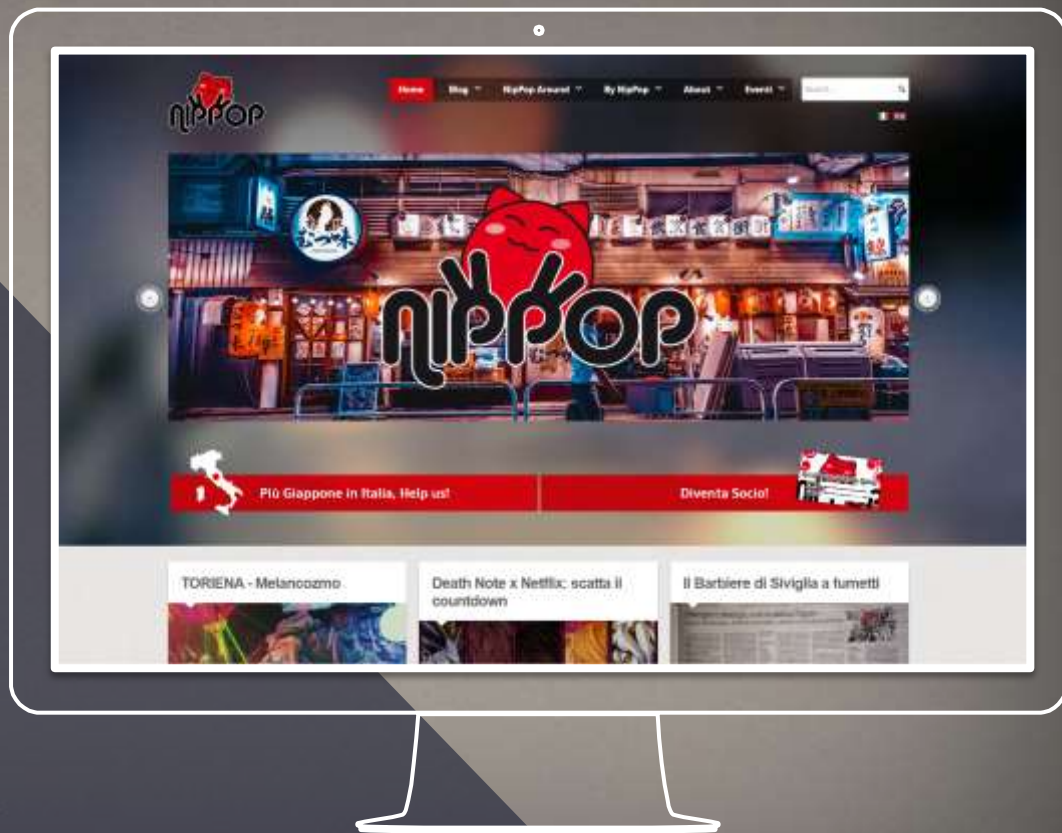 NIPPOP
Home Blog NipPop Around By NipPop About Eventi
Search...
NIPPOP
Più Giappone in Italia, Help us!
Diventa Socio!
TORIENA - Melancozmo
Death Note x Netflix: scatta il
countdown
Il Barbiere di Siviglia a fumetti